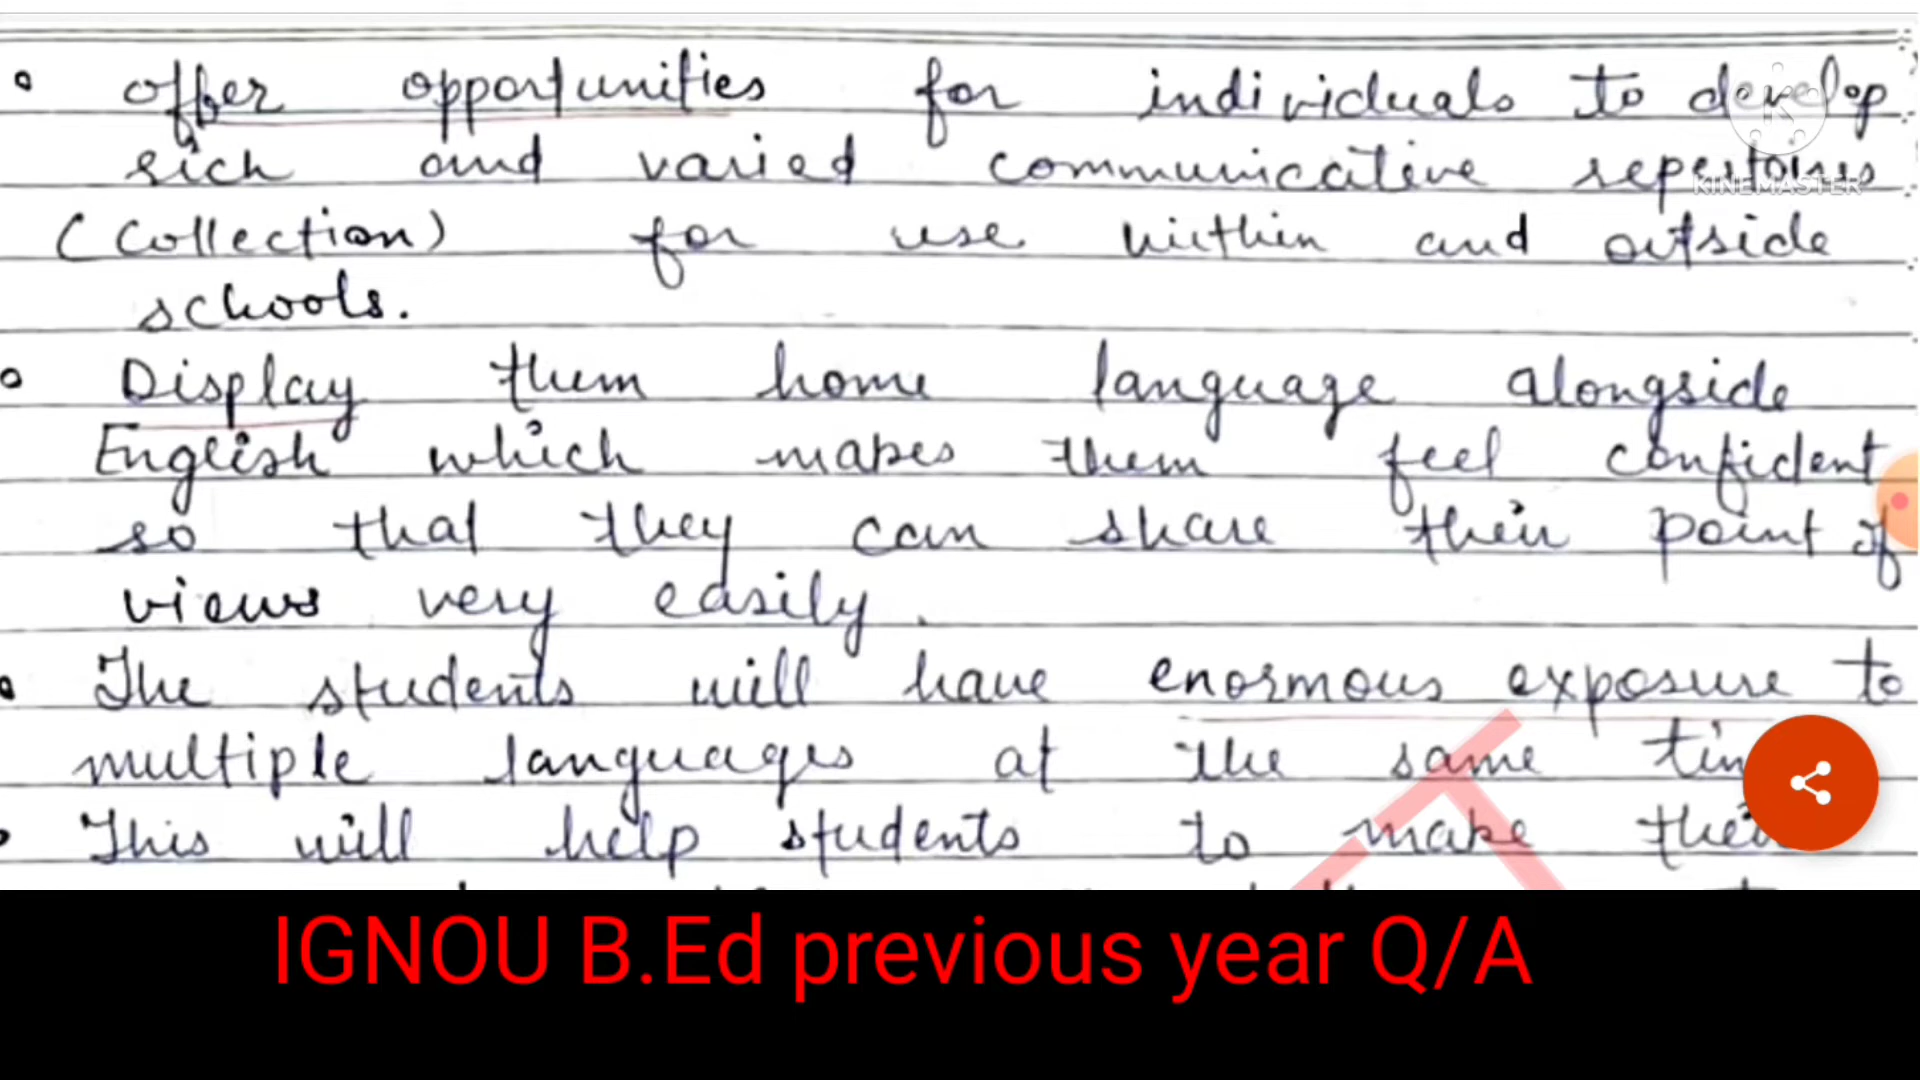 • offer opportunities for individuals to develop
rich and varied communicative repertoires
(Collection) for use within and outside
schools.
• Display them home language alongside
English which makes them feel confident
so that they can share their point of
views very easily.
• The students will have enormous exposure to
multiple languages at the same
• This will help students to make their
KINEMASTER
IGNOU B.Ed previous year Q/A